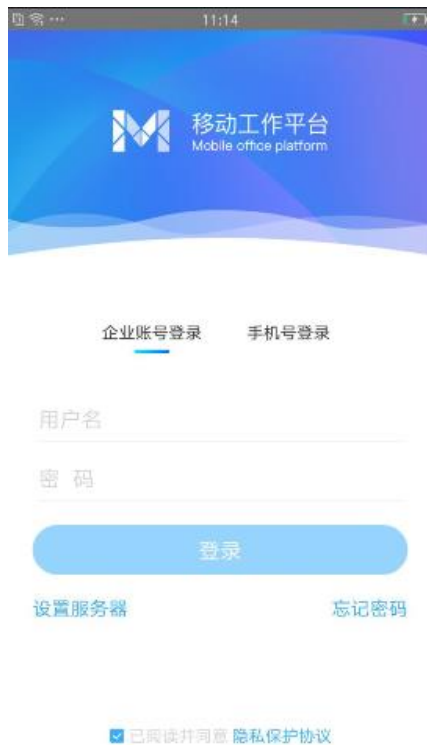 11:14
移动工作平台
Mobile office platform
企业账号登录 手机号登录
用户名
密 码
登录
设置服务器 忘记密码
已阅读并同意 隐私保护协议